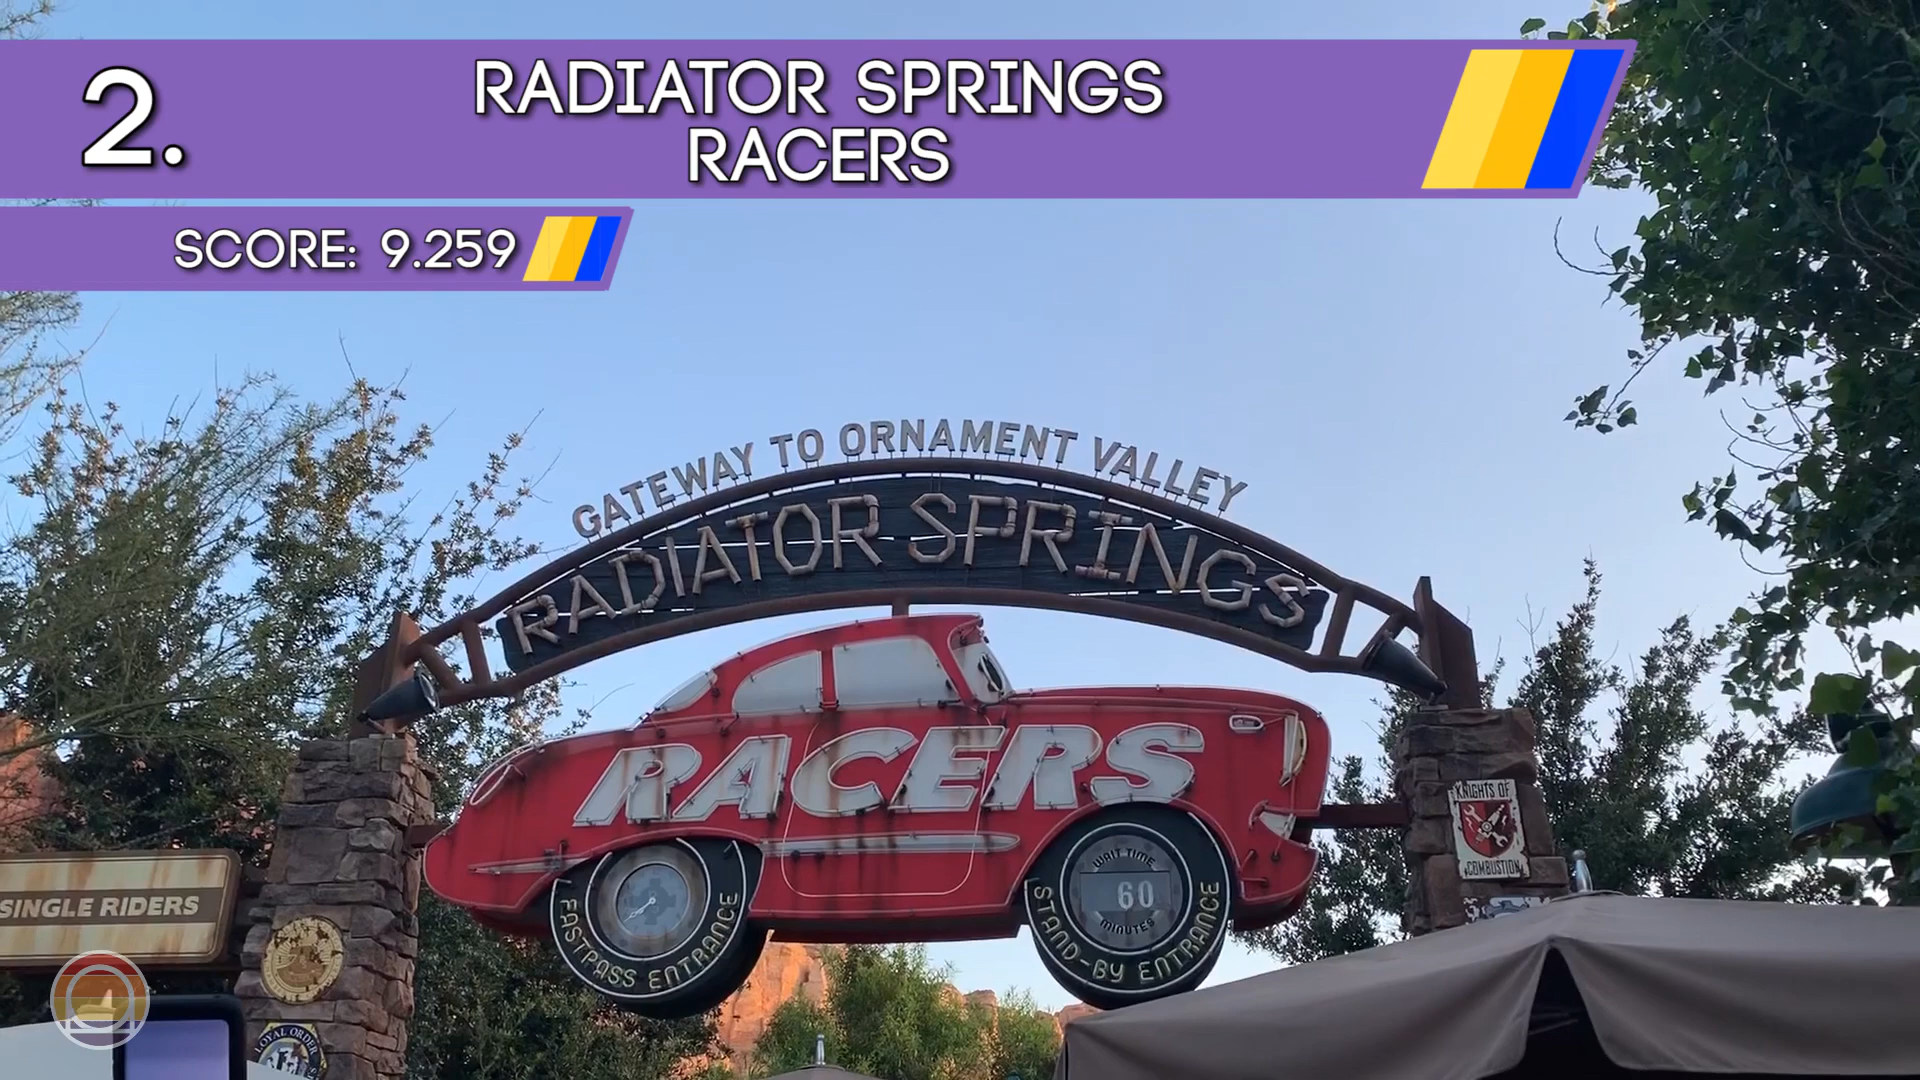 2.
RADIATOR SPRINGS
RACERS
SCORE: 9.259
GATEWAY TO ORNAMENT VALLEY
RADIATOR SPRINGS
RACERS
KNIGHTS OF
COMBUSTION
WAIT TIME
60
MINUTES
STAND-BY ENTRANCE
FASTPASS ENTRANCE
SINGLE RIDERS
LOYAL ORDER